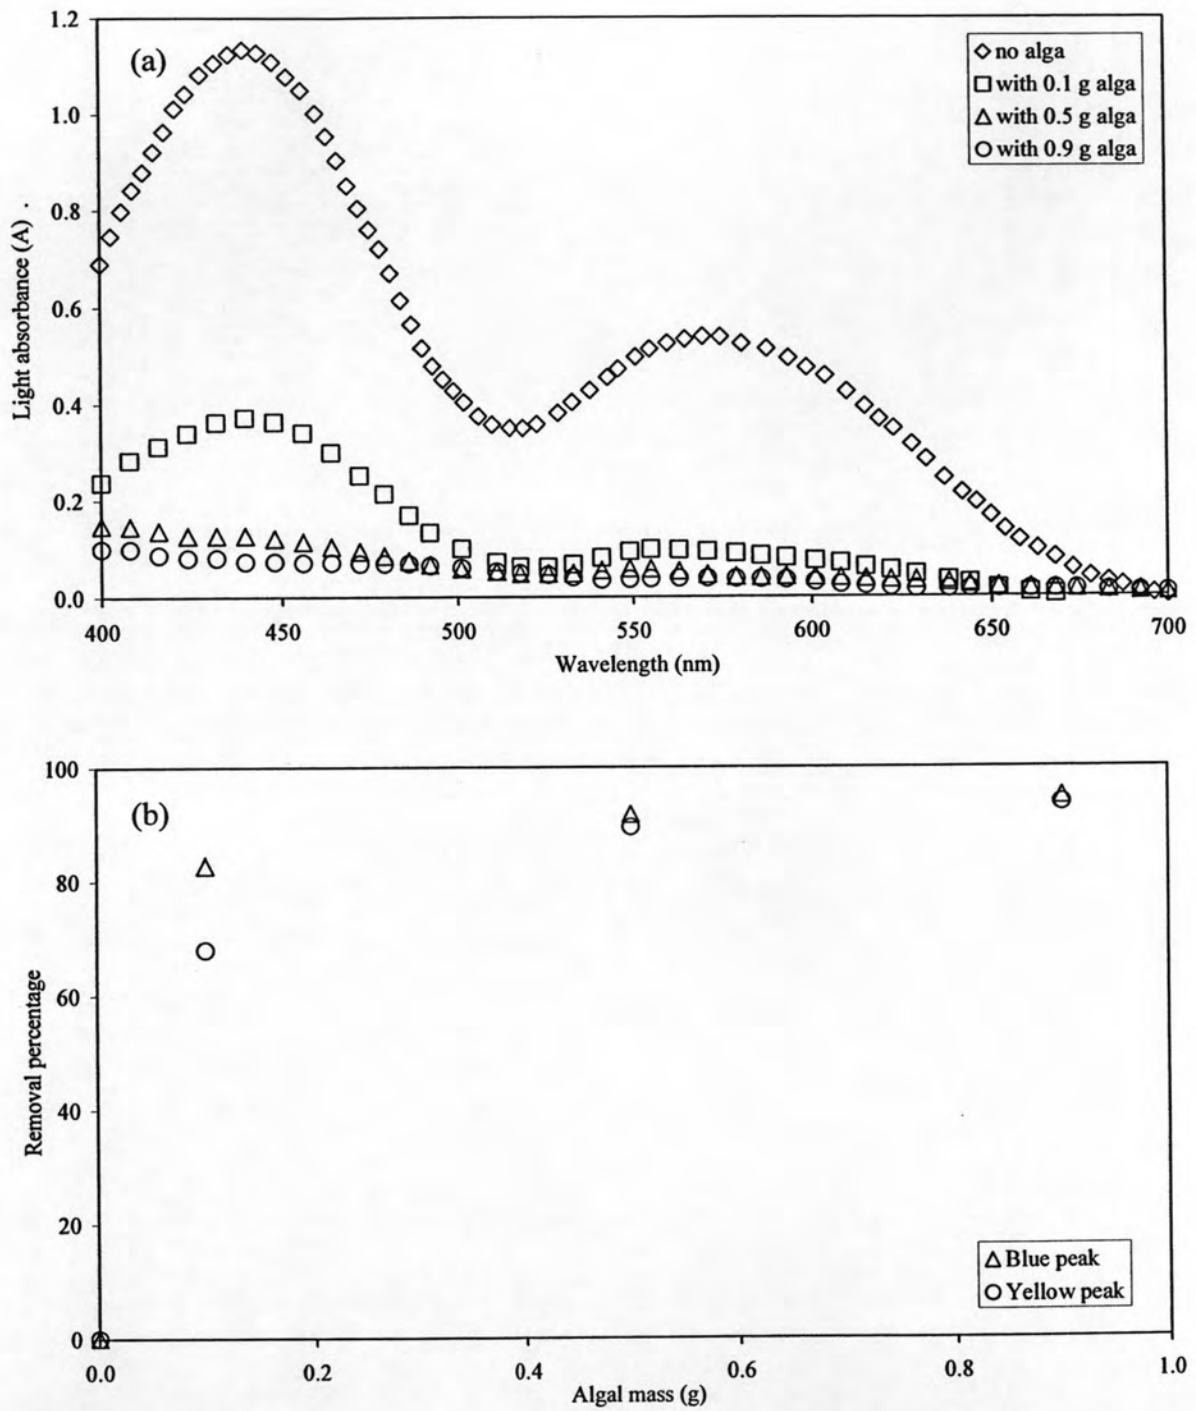 (a)
1.2
1.0
0.8
0.6
0.4
0.2
0.0
Light absorbance (A) .
no alga
with 0.1 g alga
with 0.5 g alga
with 0.9 g alga
400 450 500 550 600 650 700
Wavelength (nm)
(b)
100
80
60
40
20
0
Removal percentage
Blue peak
Yellow peak
0.0 0.2 0.4 0.6 0.8 1.0
Algal mass (g)